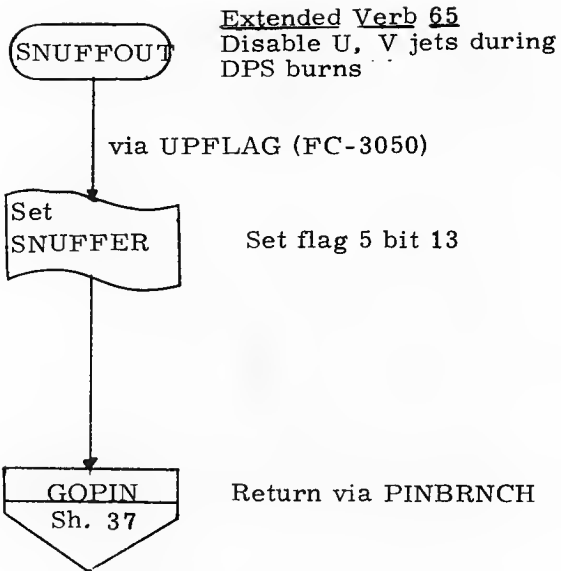 Extended Verb 65
SNUFFOUT
Disable U, V jets during
DPS burns
via UPFLAG (FC-3050)
Set
SNUFFER
Set flag 5 bit 13
GOPIN
Return via PINBRNCH
Sh. 37